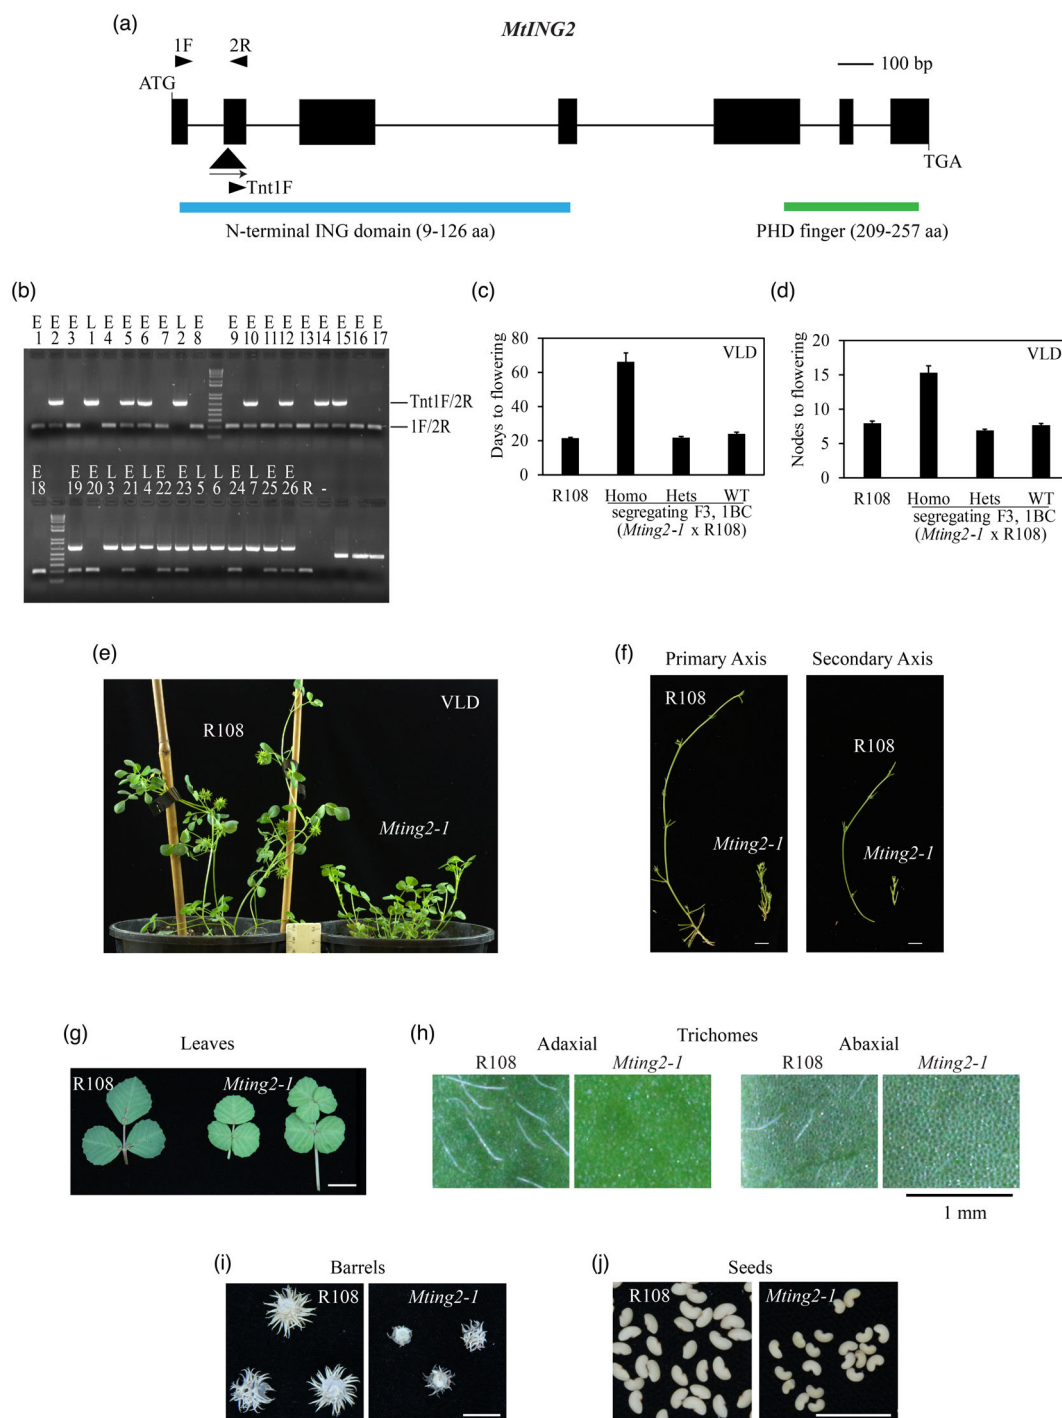 (a)
MtING2
1F 2R
100 bp
ATG
TGA
Tnt1F
N-terminal ING domain (9-126 aa)
PHD finger (209-257 aa)
(b)
E E E L E E E E L E E E E E E E E E
1 2 3 1 4 5 6 7 2 8 9 10 11 12 13 14 15 16 17
Tnt1F/2R
1F/2R
E E E L E L E E L L E L E E
18 19 20 3 21 4 22 23 5 6 24 7 25 26 R -
(c)
VLD
Days to flowering
80
60
40
20
0
R108 Homo Hets WT
segregating F3, 1BC
(Mting2-1 x R108)
(d)
VLD
Nodes to flowering
20
15
10
5
0
R108 Homo Hets WT
segregating F3, 1BC
(Mting2-1 x R108)
(e)
VLD
R108
Mting2-1
(f)
Primary Axis
R108
Mting2-1
Secondary Axis
R108
Mting2-1
(g)
Leaves
R108
Mting2-1
(h)
Trichomes
Adaxial
Abaxial
R108 Mting2-1
R108 Mting2-1
1 mm
(i)
Barrels
R108
Mting2-1
(j)
Seeds
R108
Mting2-1